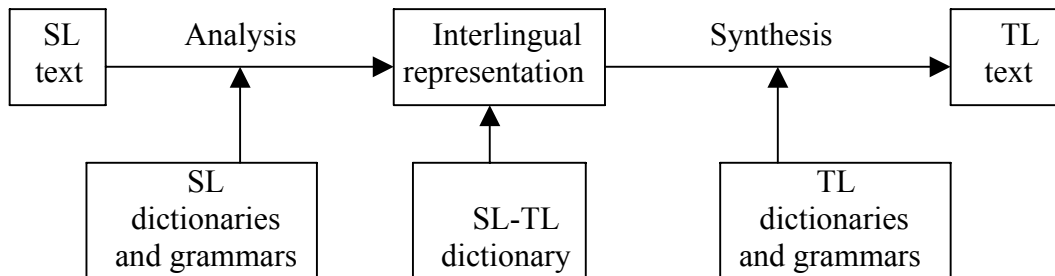 SL
text
Analysis
Interlingual
representation
Synthesis
TL
text
SL
dictionaries
and grammars
SL-TL
dictionary
TL
dictionaries
and grammars